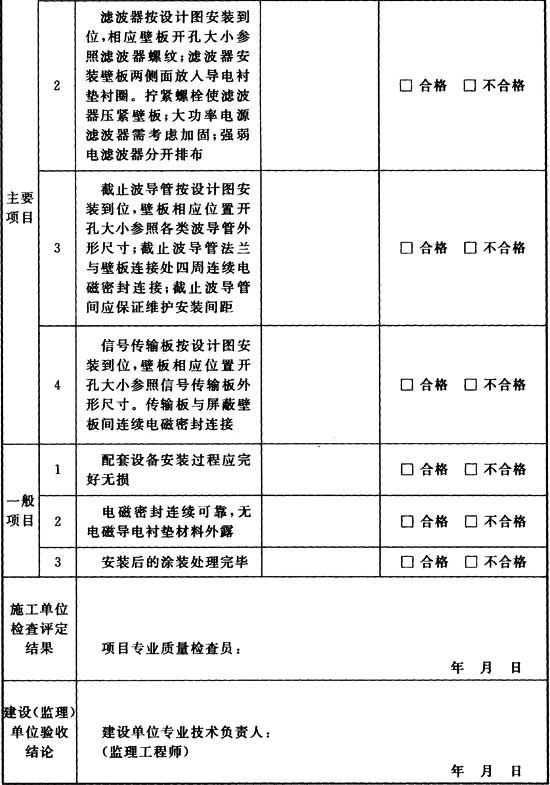 滤波器按设计图安装到
位,相应壁板开孔大小参
照滤波器螺纹;滤波器安
装壁板两侧面放入导电衬
垫衬圈。拧紧螺栓使滤波
器压紧壁板;大功率电源
滤波器需考虑加固;强弱
电滤波器分开排布
2
□ 合格 □ 不合格
主要
项目
截止波导管按设计图安
装到位,壁板相应位置开
孔大小参照各类波导管外
形尺寸;截止波导管法兰
与壁板连接处四周连续电
磁密封连接;截止波导管
间应保证维护安装间距
3
□ 合格 □ 不合格
信号传输板按设计图安
装到位,壁板相应位置开
孔大小参照信号传输板外
形尺寸。传输板与屏蔽壁
板间连续电磁密封连接
4
□ 合格 □ 不合格
一般
项目
1
配套设备安装过程应完
好无损
□ 合格 □ 不合格
2
电磁密封连续可靠,无
电磁导电衬垫材料外露
□ 合格 □ 不合格
3
安装后的涂装处理完毕
□ 合格 □ 不合格
施工单位
检查评定
结果
项目专业质量检查员:
年 月 日
建设(监理)
单位验收
结论
建设单位专业技术负责人:
(监理工程师)
年 月 日